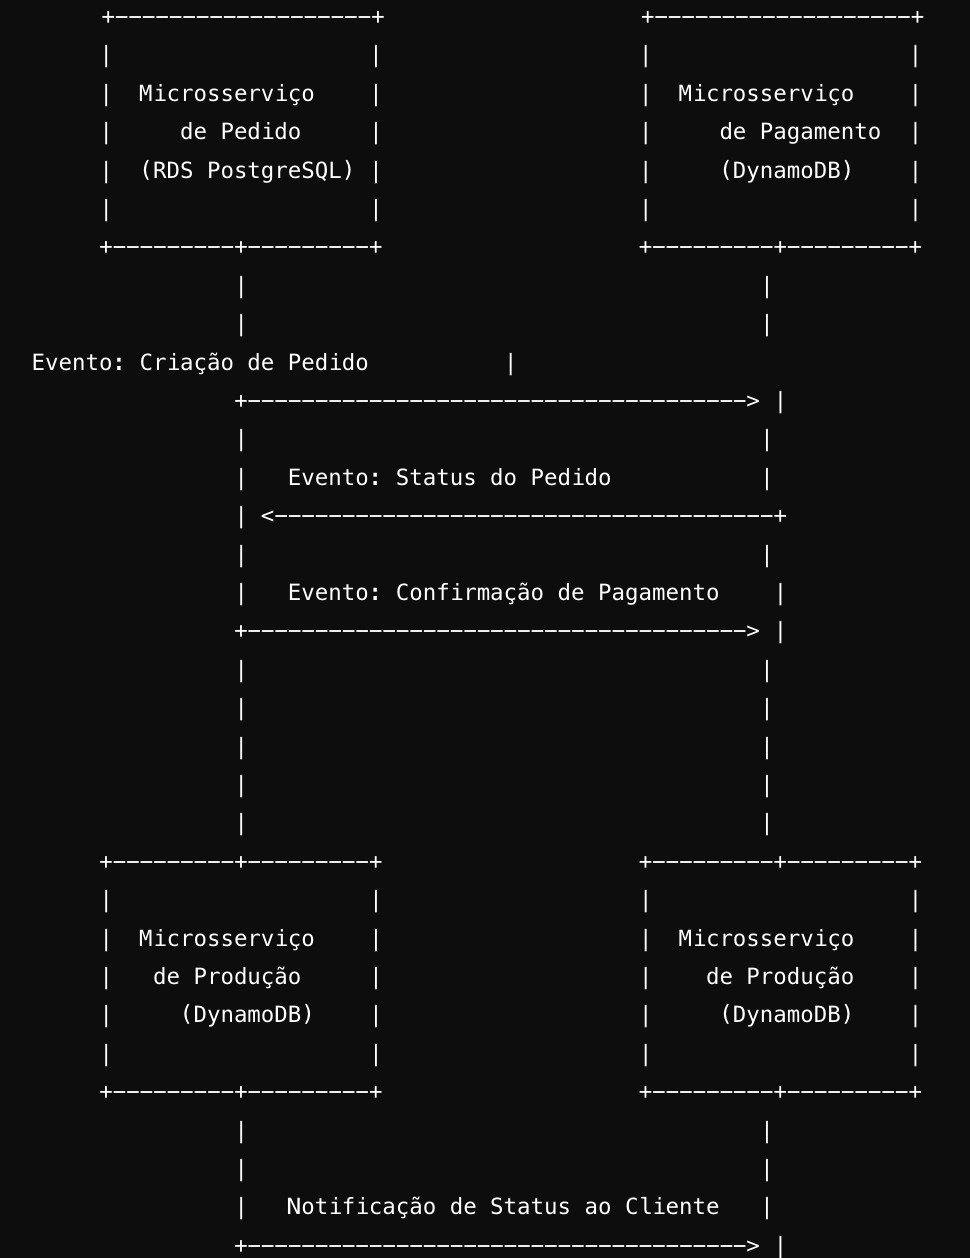 +-------------------+                   +-------------------+
|                   |                   |                   |
|  Microsserviço    |                   |  Microsserviço    |
|     de Pedido     |                   |     de Pagamento  |
|  (RDS PostgreSQL) |                   |     (DynamoDB)    |
|                   |                   |                   |
+---------+---------+                   +---------+---------+
|                                      |
|                                      |
Evento: Criação de Pedido          |
+-------------------------------------> |
|                                      |
|   Evento: Status do Pedido           |
| <-------------------------------------+
|                                      |
|   Evento: Confirmação de Pagamento    |
+-------------------------------------> |
|                                      |
|                                      |
|                                      |
|                                      |
|                                      |
+---------+---------+                   +---------+---------+
|                   |                   |                   |
|  Microsserviço    |                   |  Microsserviço    |
|   de Produção     |                   |    de Produção    |
|     (DynamoDB)    |                   |     (DynamoDB)    |
|                   |                   |                   |
+---------+---------+                   +---------+---------+
|                                      |
|                                      |
|   Notificação de Status ao Cliente   |
+-------------------------------------> |